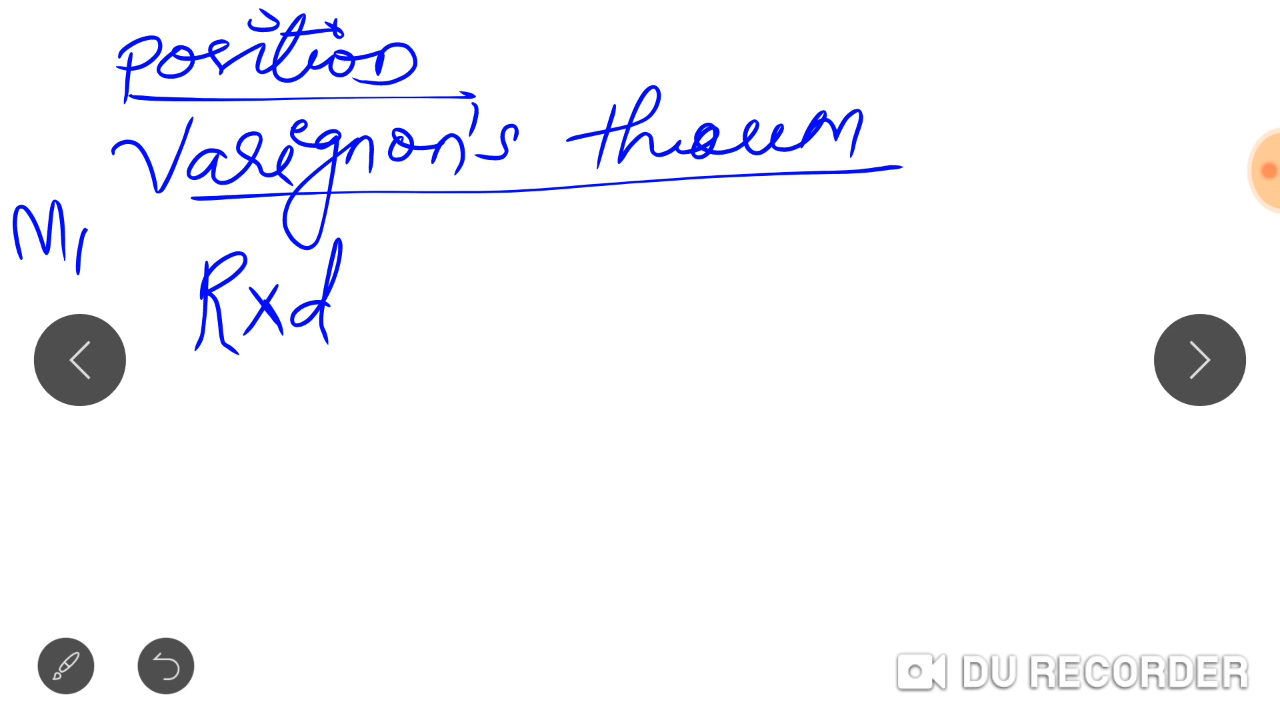 position
Varignon's theorem
M1
Rxd
DU RECORDER